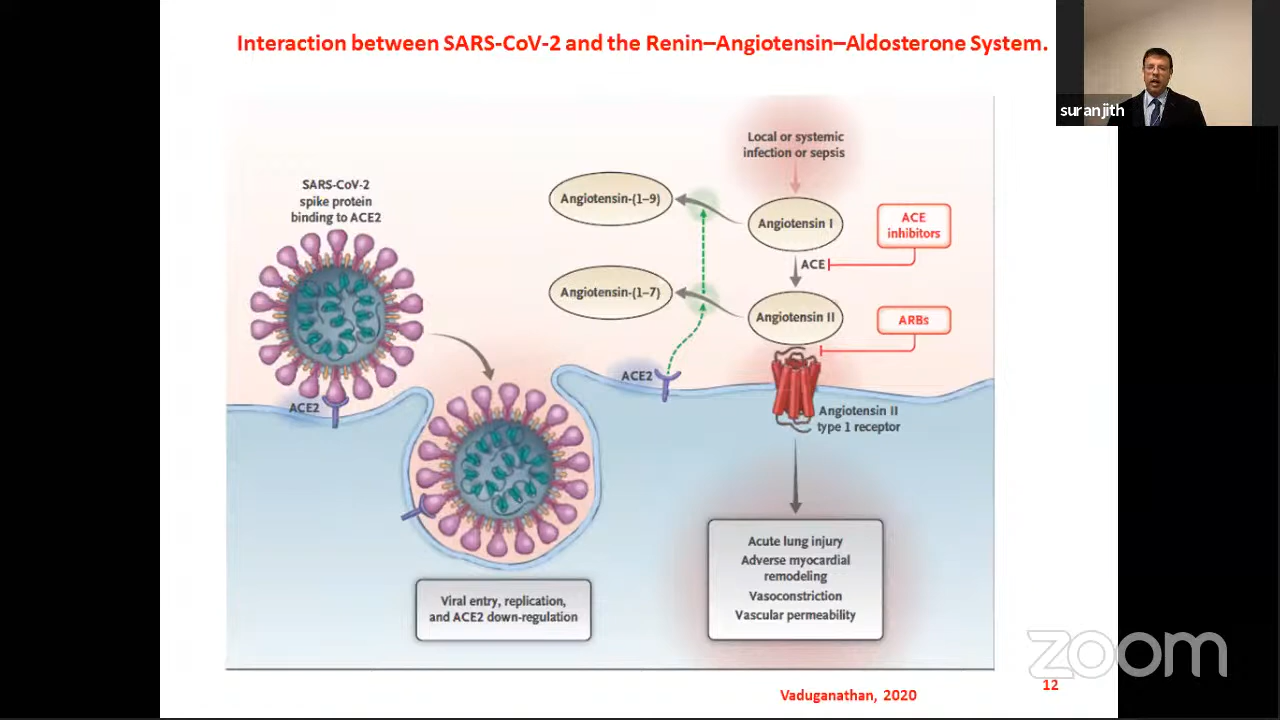 Interaction between SARS-CoV-2 and the Renin–Angiotensin–Aldosterone System.
suranjith
Local or systemic
infection or sepsis
SARS-CoV-2
spike protein
binding to ACE2
Angiotensin-(1–9)
Angiotensin I
ACE
inhibitors
ACE
Angiotensin-(1–7)
Angiotensin II
ARBs
ACE2
ACE2
Angiotensin II
type 1 receptor
Acute lung injury
Adverse myocardial
remodeling
Vasoconstriction
Vascular permeability
Viral entry, replication,
and ACE2 down-regulation
zoom
Vaduganathan, 2020
12